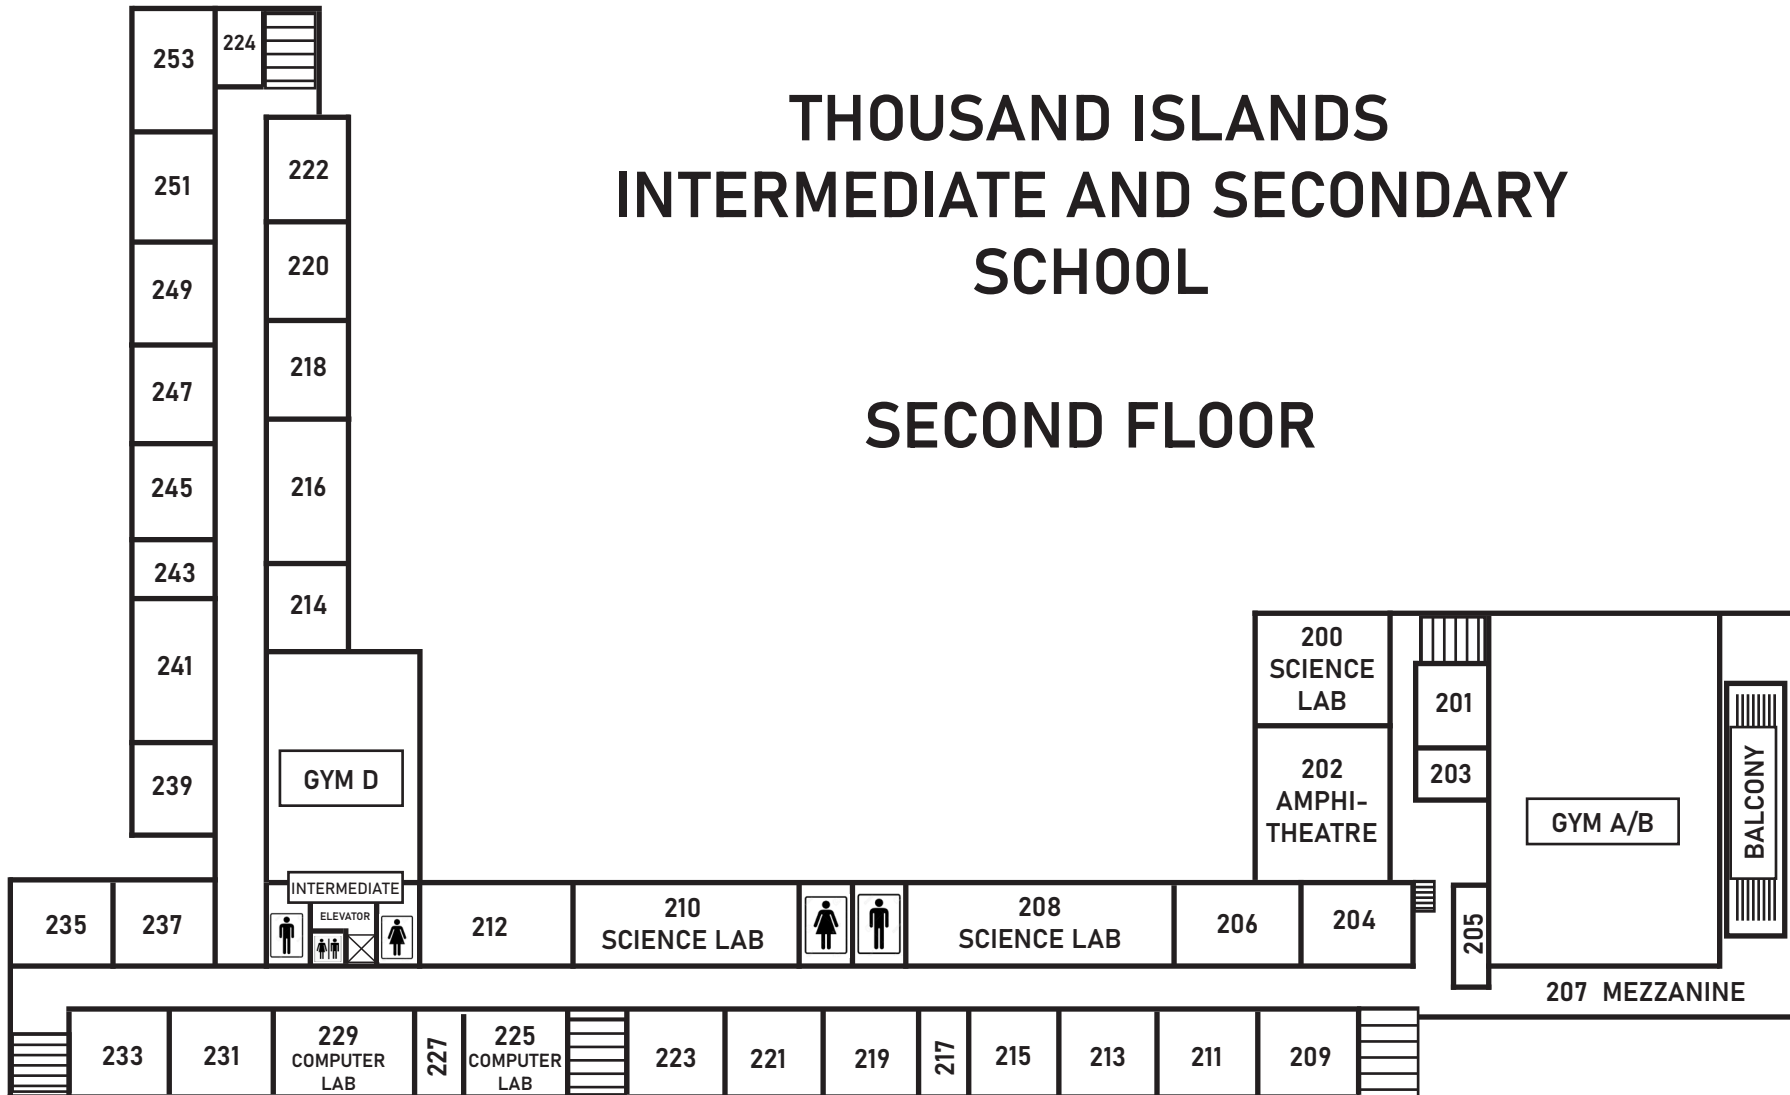 THOUSAND ISLANDS
INTERMEDIATE AND SECONDARY
SCHOOL
SECOND FLOOR
253
224
251
222
249
220
247
218
245
216
243
214
241
239
GYM D
INTERMEDIATE
ELEVATOR
235
237
212
210
SCIENCE LAB
208
SCIENCE LAB
206
204
200
SCIENCE
LAB
202
AMPHI-
THEATRE
201
203
205
GYM A/B
BALCONY
207 MEZZANINE
233
231
229
COMPUTER
LAB
227
225
COMPUTER
LAB
223
221
219
217
215
213
211
209